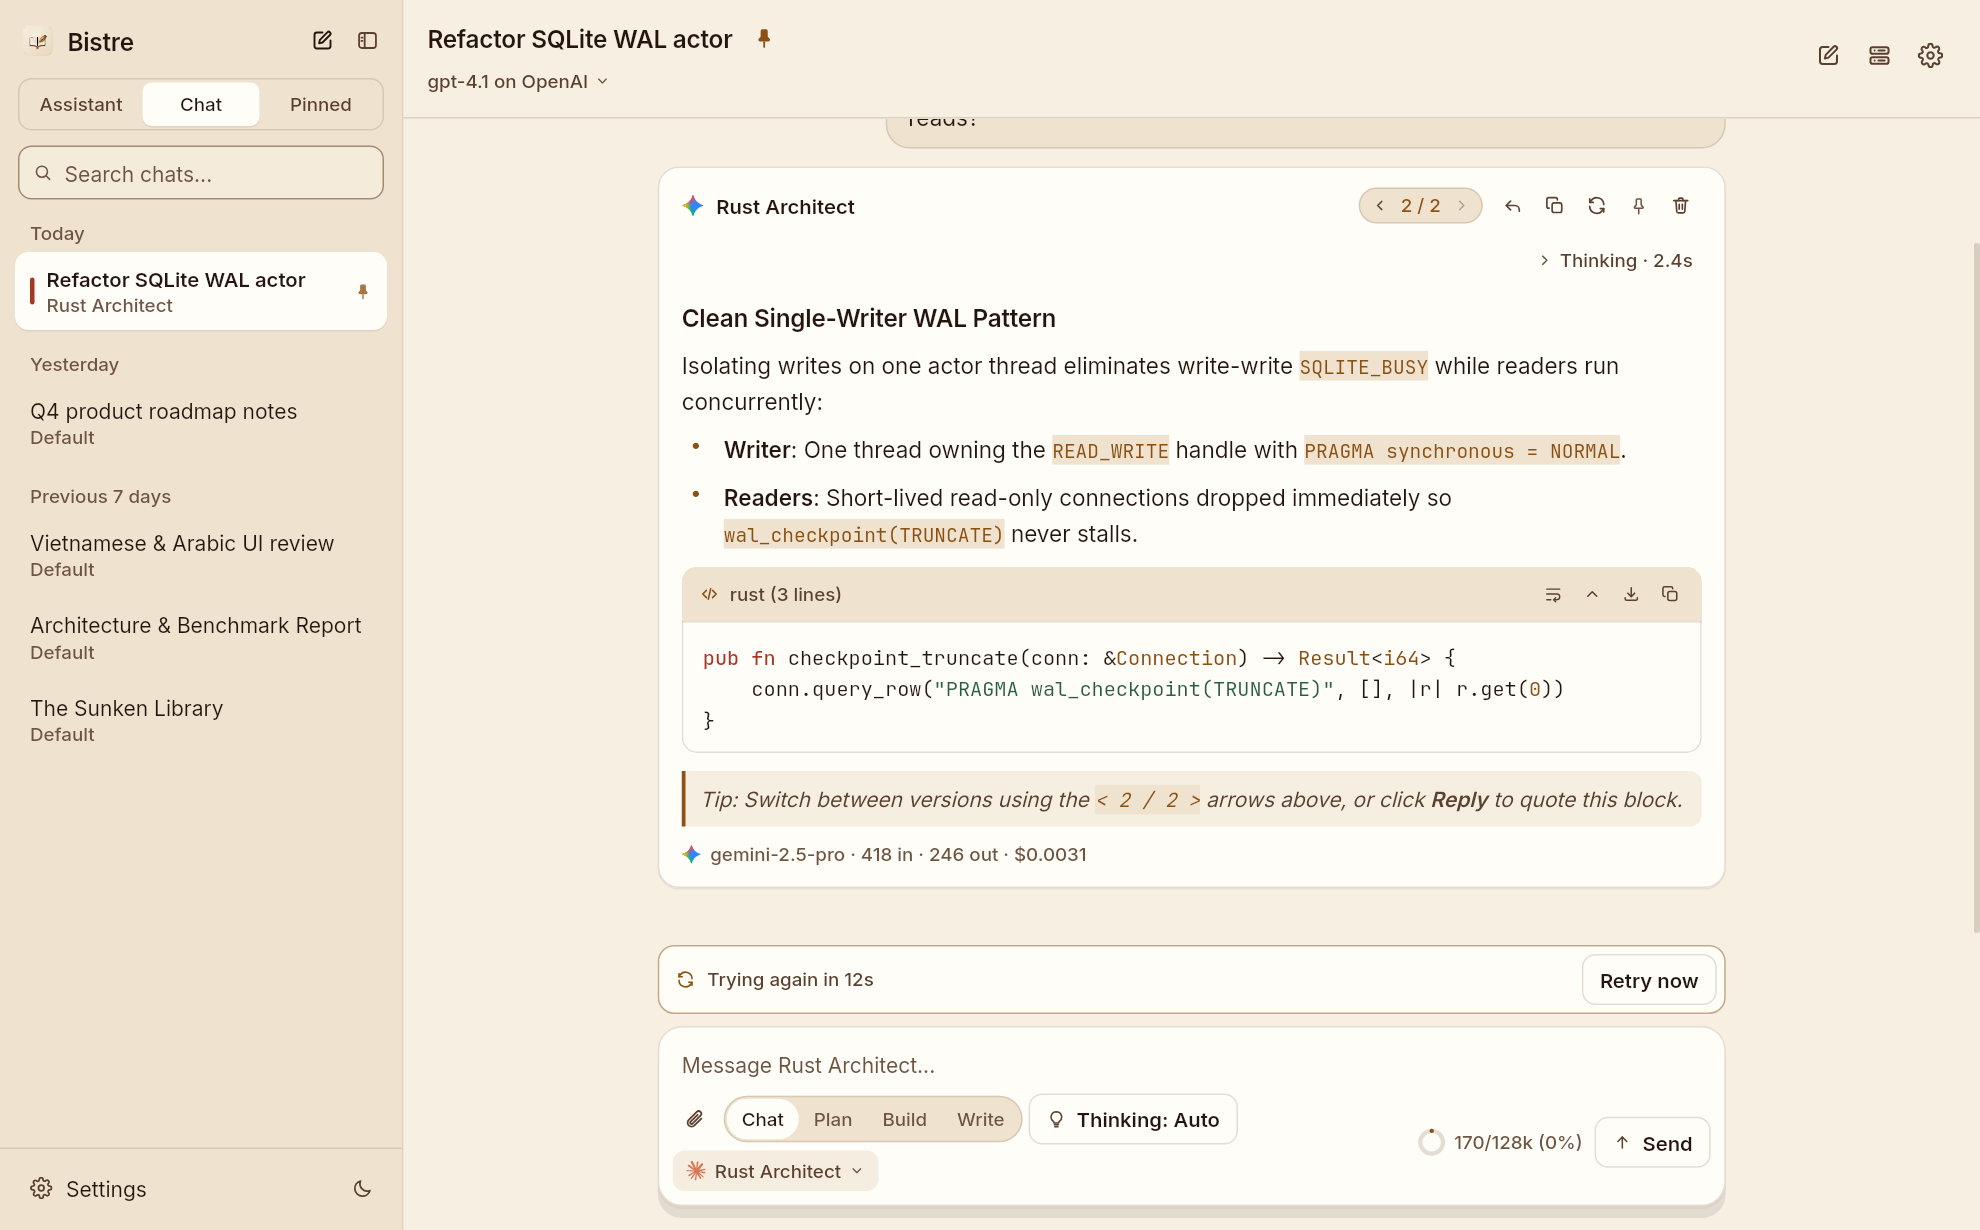 Bistre
Assistant
Chat
Pinned
Search chats...
Today
Refactor SQLite WAL actor
Rust Architect
Yesterday
Q4 product roadmap notes
Default
Previous 7 days
Vietnamese & Arabic UI review
Default
Architecture & Benchmark Report
Default
The Sunken Library
Default
Settings
Refactor SQLite WAL actor
gpt-4.1 on OpenAI
reads?
Rust Architect
2 / 2
Thinking · 2.4s
Clean Single-Writer WAL Pattern
Isolating writes on one actor thread eliminates write-write SQLITE_BUSY while readers run
concurrently:
• Writer: One thread owning the READ_WRITE handle with PRAGMA synchronous = NORMAL.
• Readers: Short-lived read-only connections dropped immediately so
wal_checkpoint(TRUNCATE) never stalls.
rust (3 lines)
pub fn checkpoint_truncate(conn: &Connection) -> Result<i64> {
    conn.query_row("PRAGMA wal_checkpoint(TRUNCATE)", [], |r| r.get(0))
}
Tip: Switch between versions using the < 2 / 2 > arrows above, or click Reply to quote this block.
gemini-2.5-pro · 418 in · 246 out · $0.0031
Trying again in 12s
Retry now
Message Rust Architect...
Chat
Plan
Build
Write
Thinking: Auto
170/128k (0%)
Send
Rust Architect